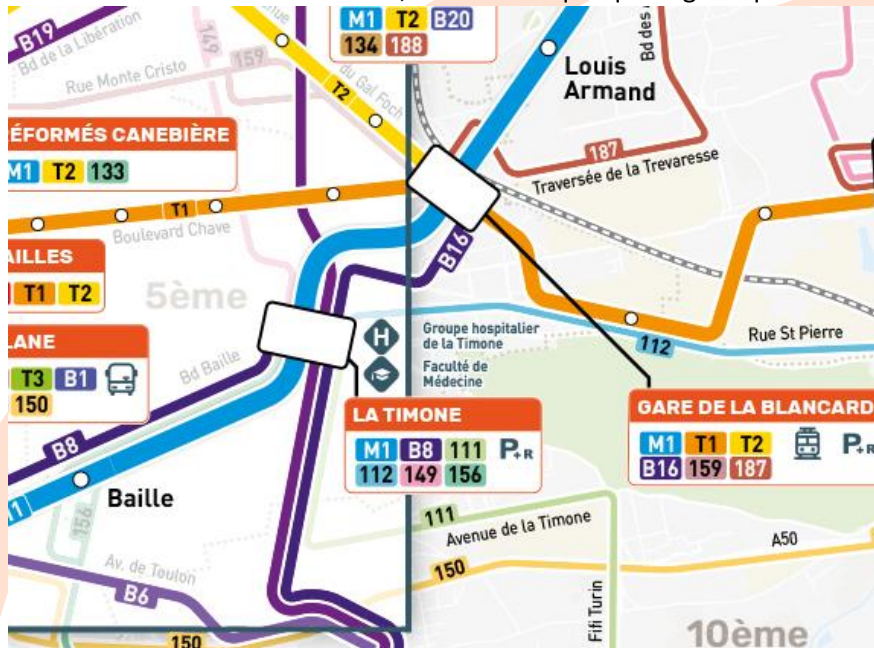 B19
Bd de la Libération
149
Rue Monte Cristo
159
T2
du Gal Foch
M1 T2 B20
134 188
Louis
Armand
Bd des
187
Traversée de la Trevaresse
RÉFORMÉS CANEBIÈRE
M1 T2 133
T1
Boulevard Chave
AILLES
T1 T2
5ème
B16
LANE
T3 B1
150
Bd Baille
H
Groupe hospitalier
de la Timone
Faculté de
Médecine
112
Rue St Pierre
LA TIMONE
M1 B8 111 P+R
112 149 156
GARE DE LA BLANCARD
M1 T1 T2 P+R
B16 159 187
B8
Baille
156
111
Avenue de la Timone
A50
150
Av. de Toulon
B6
Fifi Turin
150
10ème